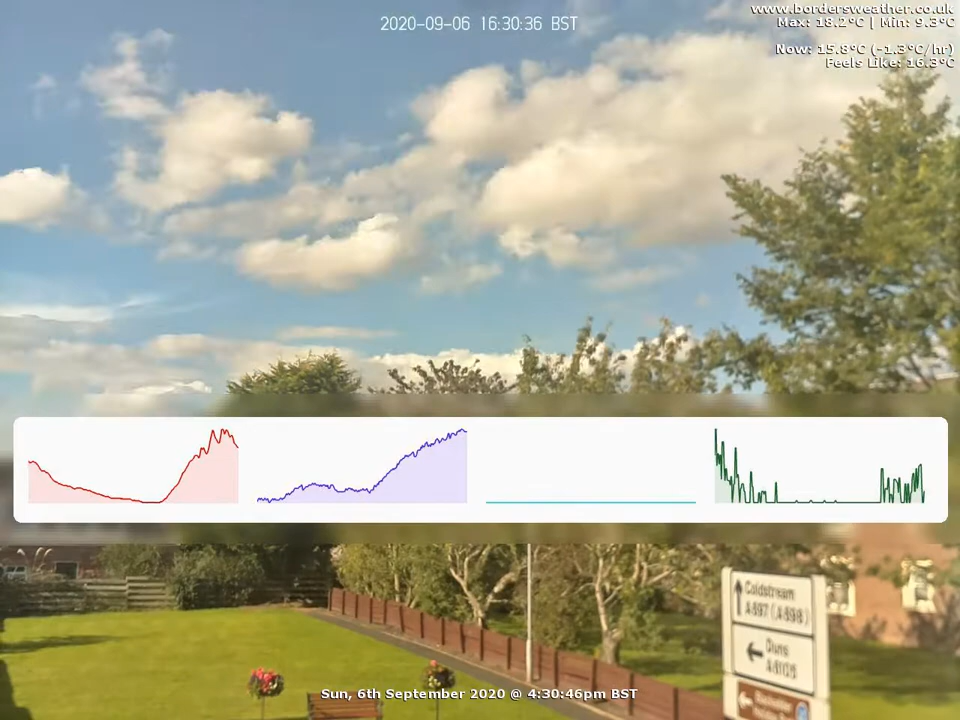 www.bordersweather.co.uk
2020-09-06 16:30:36 BST
Max: 18.2°C | Min: 9.3°C
Now: 15.8°C (-1.3°C/hr)
Feels Like: 16.3°C
Coldstream
A697 (A698)
Duns
A6105
Sun, 6th September 2020 @ 4:30:46pm BST